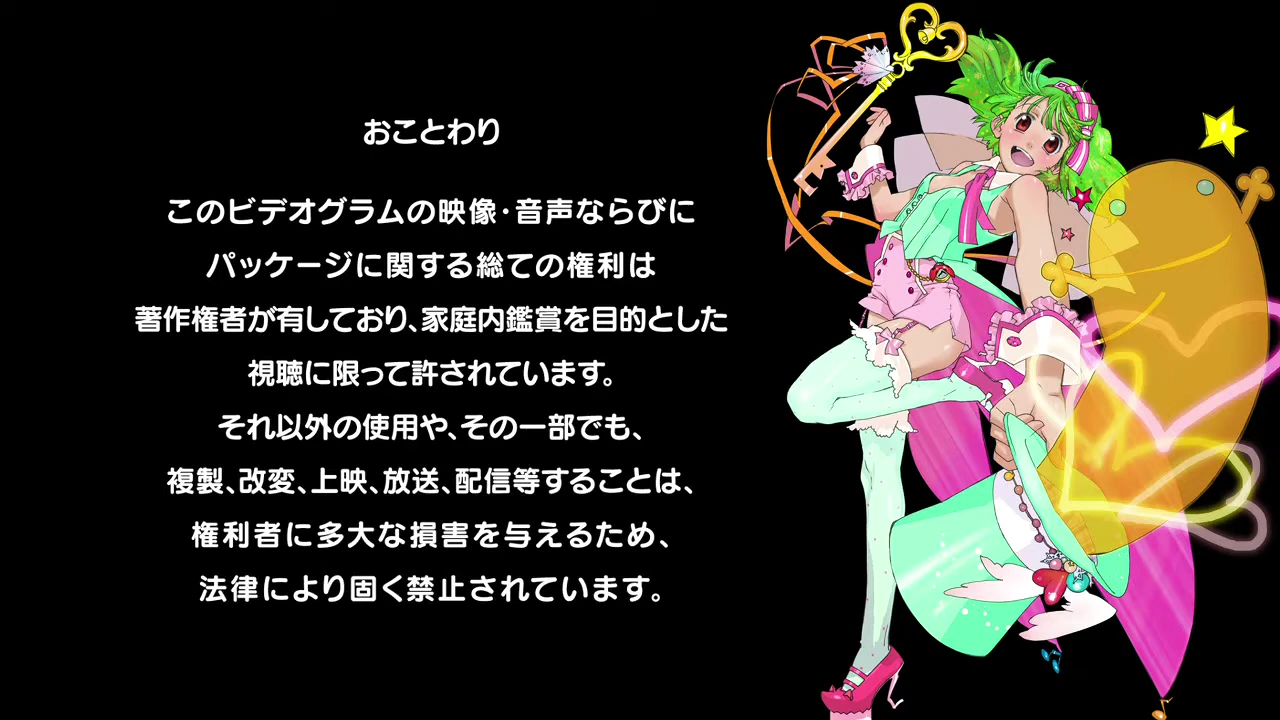 おことわり
このビデオグラムの映像・音声ならびに
パッケージに関する総ての権利は
著作権者が有しており、家庭内鑑賞を目的とした
視聴に限って許されています。
それ以外の使用や、その一部でも、
複製、改変、上映、放送、配信等することは、
権利者に多大な損害を与えるため、
法律により固く禁止されています。